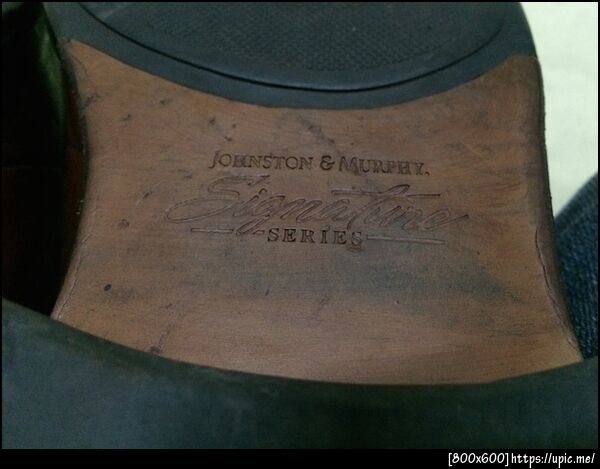 JOHNSTON & MURPHY.
Signature
SERIES
[800x600]https://upic.me/